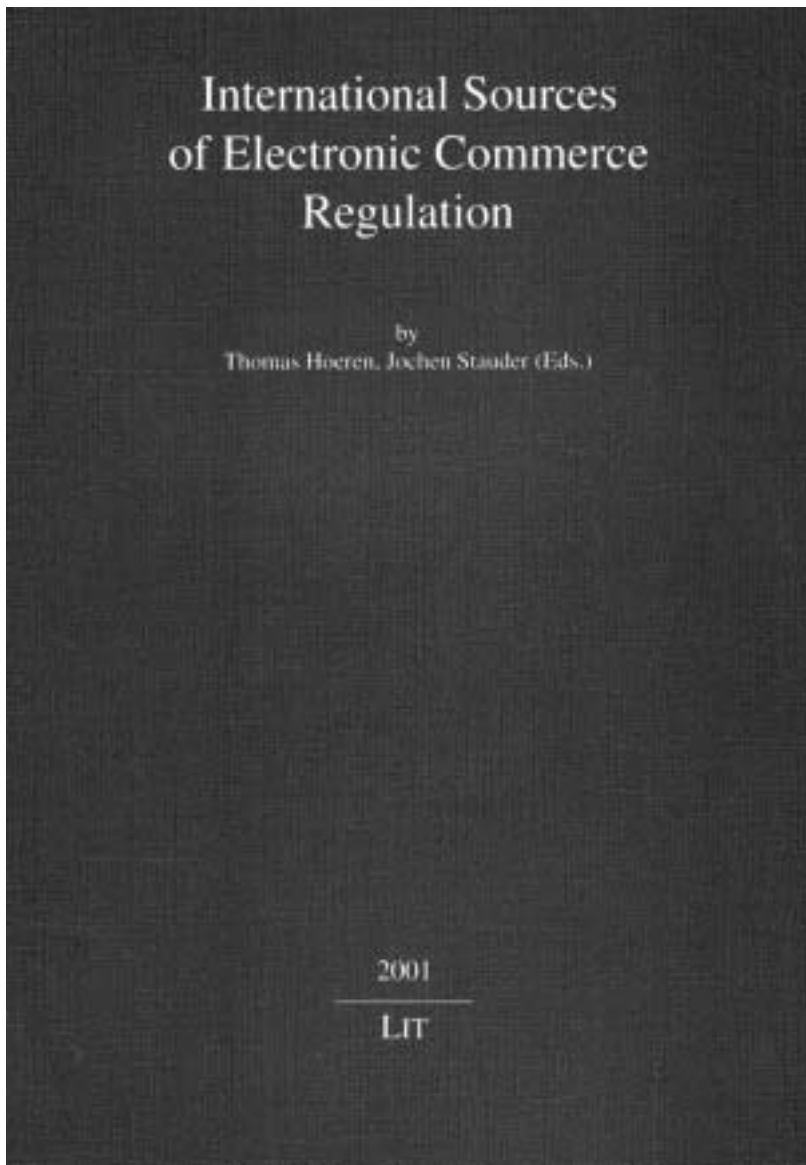 International Sources
of Electronic Commerce
Regulation
by
Thomas Hoeren, Jochen Stauder (Eds.)
2001
LIT